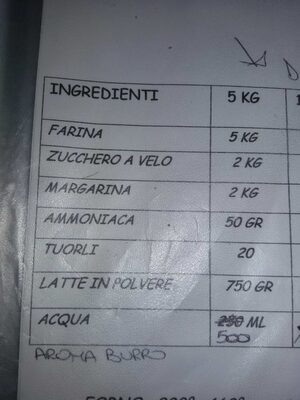 INGREDIENTI 5 KG
FARINA 5 KG
ZUCCHERO A VELO 2 KG
MARGARINA 2 KG
AMMONIACA 50 GR
TUORLI 20
LATTE IN POLVERE 750 GR
ACQUA 250 ML
500
AROMA BURRO